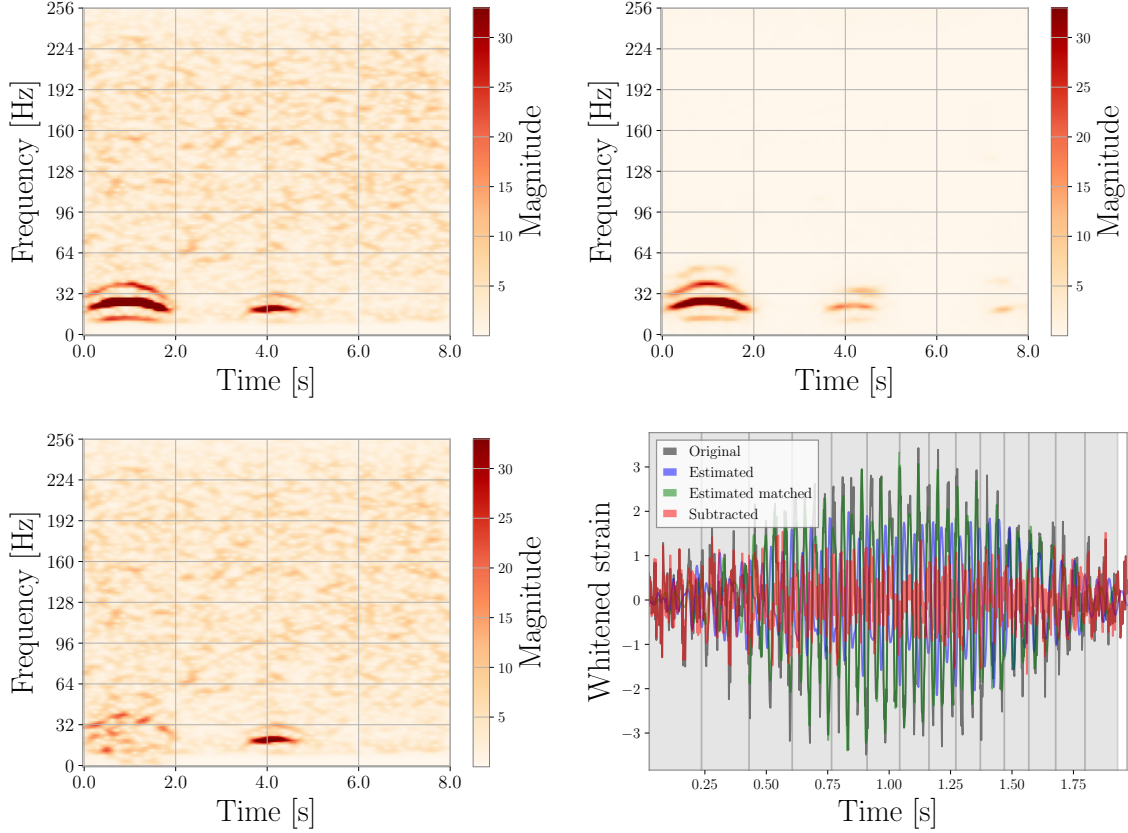 256
224
192
160
128
96
64
32
0
0.0 2.0 4.0 6.0 8.0
Frequency [Hz]
Time [s]
30
25
20
15
10
5
Magnitude
256
224
192
160
128
96
64
32
0
0.0 2.0 4.0 6.0 8.0
Frequency [Hz]
Time [s]
30
25
20
15
10
5
Magnitude
256
224
192
160
128
96
64
32
0
0.0 2.0 4.0 6.0 8.0
Frequency [Hz]
Time [s]
30
25
20
15
10
5
Magnitude
Original
Estimated
Estimated matched
Subtracted
3
2
1
0
−1
−2
−3
0.25 0.50 0.75 1.00 1.25 1.50 1.75
Whitened strain
Time [s]